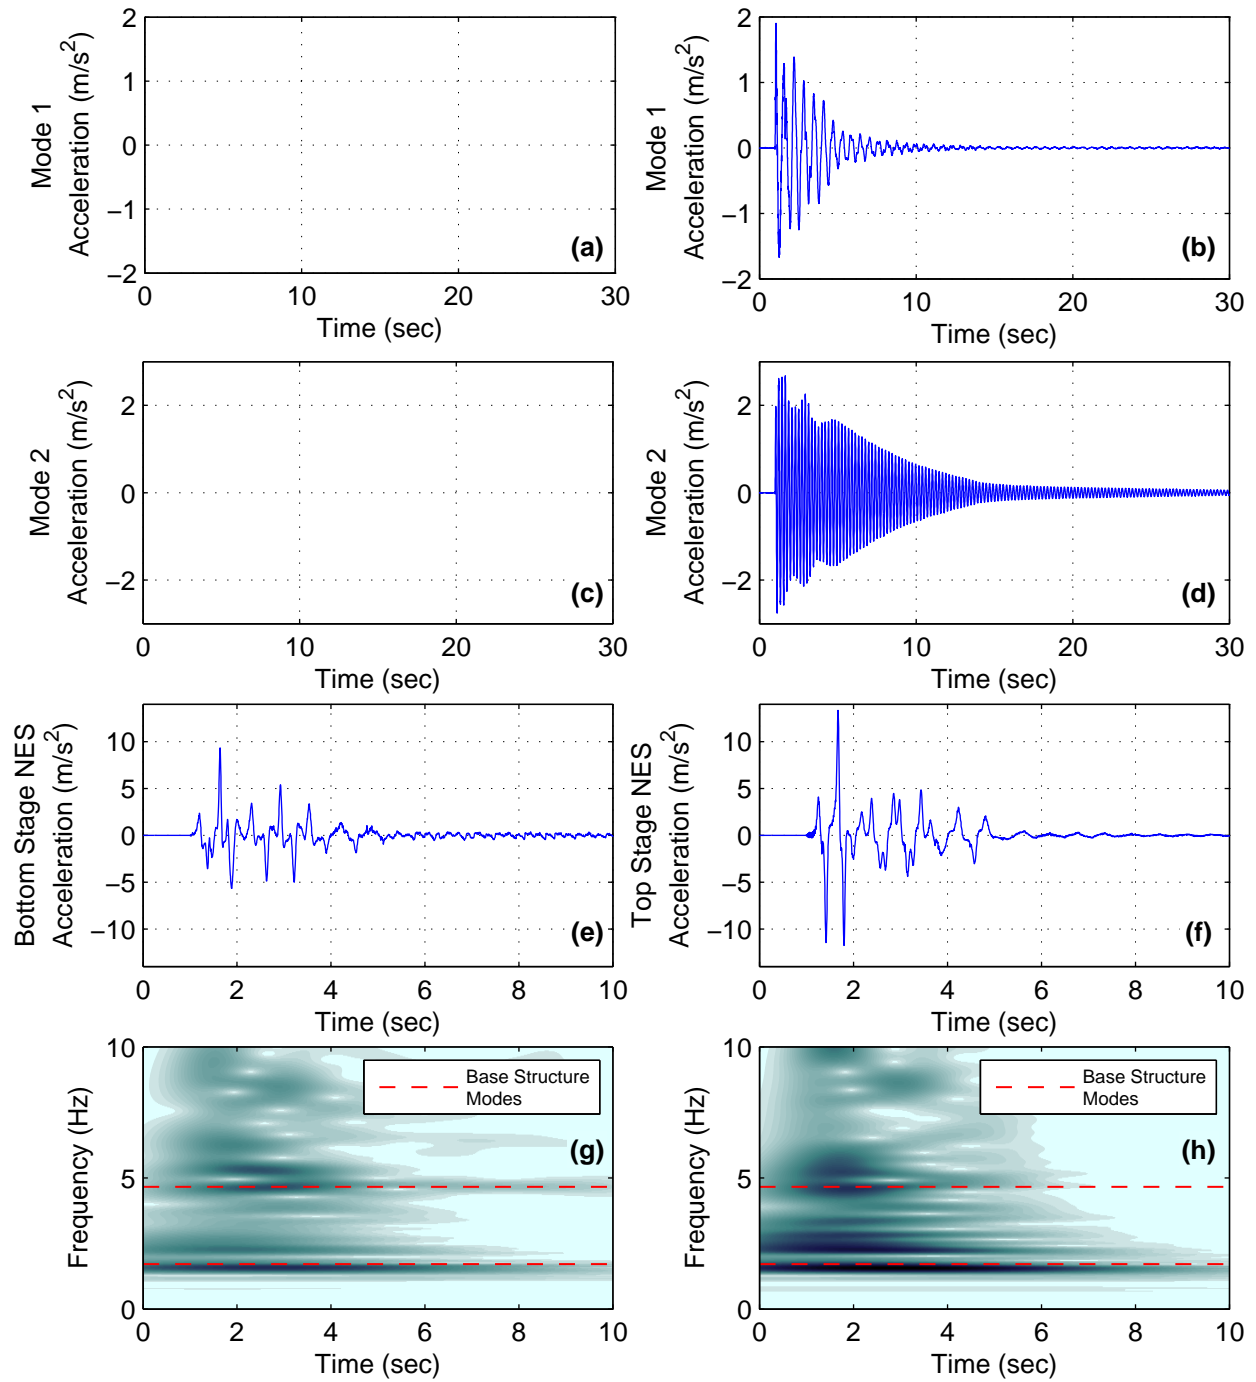 Mode 1
Acceleration (m/s²)
2
1
0
−1
−2
0
10
20
30
Time (sec)
(a)
Mode 1
Acceleration (m/s²)
2
1
0
−1
−2
0
10
20
30
Time (sec)
(b)
Mode 2
Acceleration (m/s²)
2
0
−2
0
10
20
30
Time (sec)
(c)
Mode 2
Acceleration (m/s²)
2
0
−2
0
10
20
30
Time (sec)
(d)
Bottom Stage NES
Acceleration (m/s²)
10
5
0
−5
−10
0
2
4
6
8
10
Time (sec)
(e)
Top Stage NES
Acceleration (m/s²)
10
5
0
−5
−10
0
2
4
6
8
10
Time (sec)
(f)
Frequency (Hz)
10
5
0
0
2
4
6
8
10
Time (sec)
Base Structure
Modes
(g)
Frequency (Hz)
10
5
0
0
2
4
6
8
10
Time (sec)
Base Structure
Modes
(h)